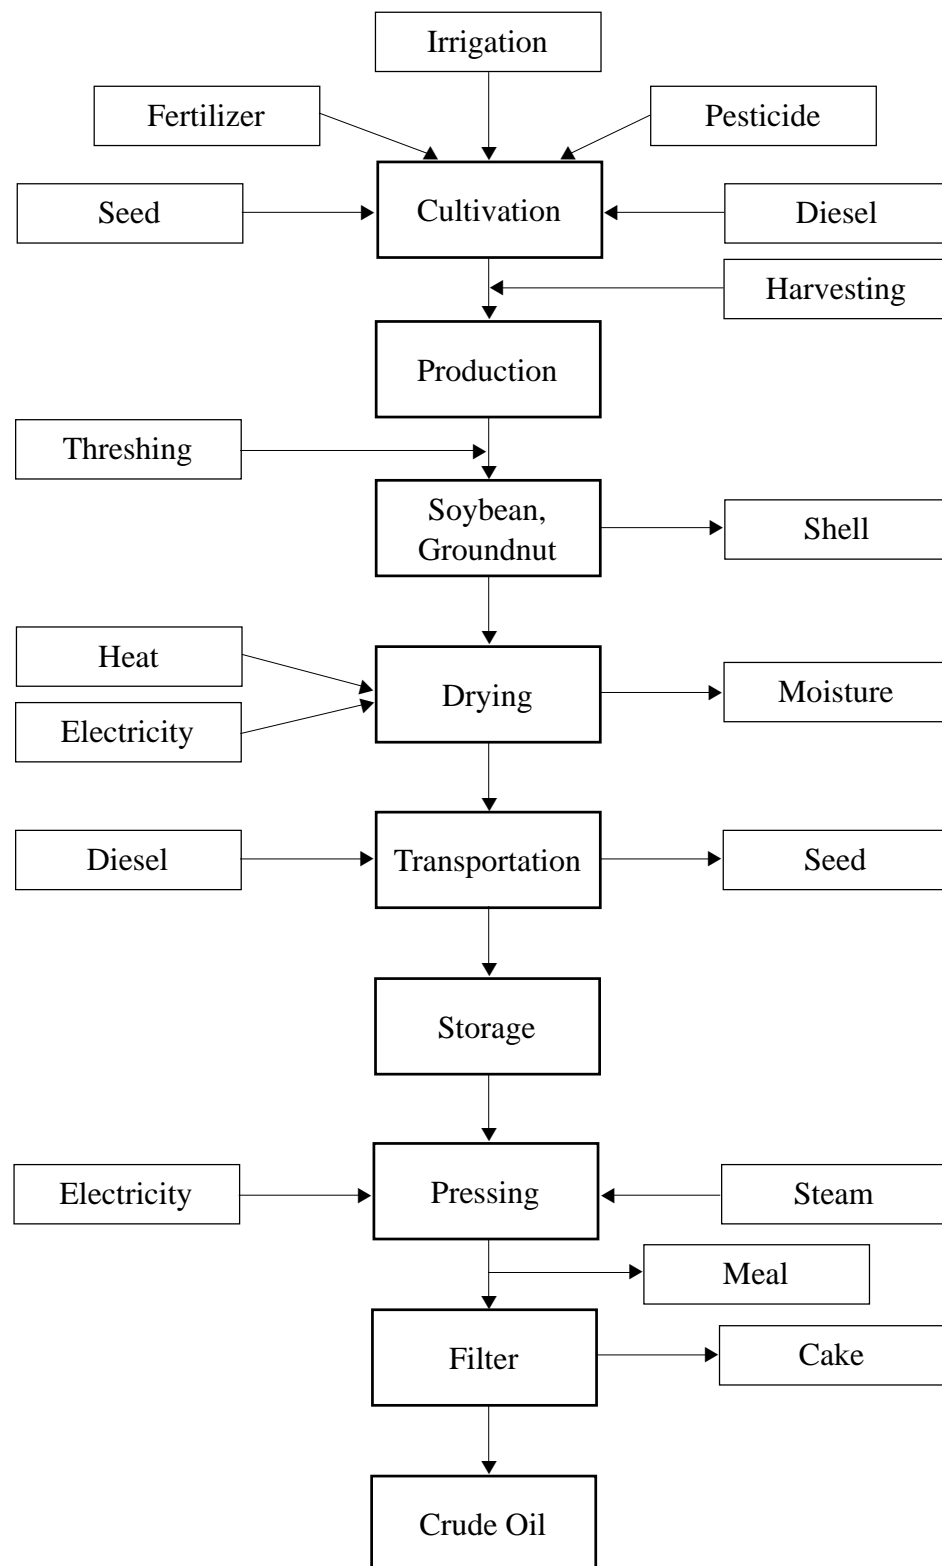 Irrigation
Fertilizer
Pesticide
Seed
Cultivation
Diesel
Harvesting
Production
Threshing
Soybean,
Groundnut
Shell
Heat
Drying
Moisture
Electricity
Diesel
Transportation
Seed
Storage
Electricity
Pressing
Steam
Meal
Filter
Cake
Crude Oil